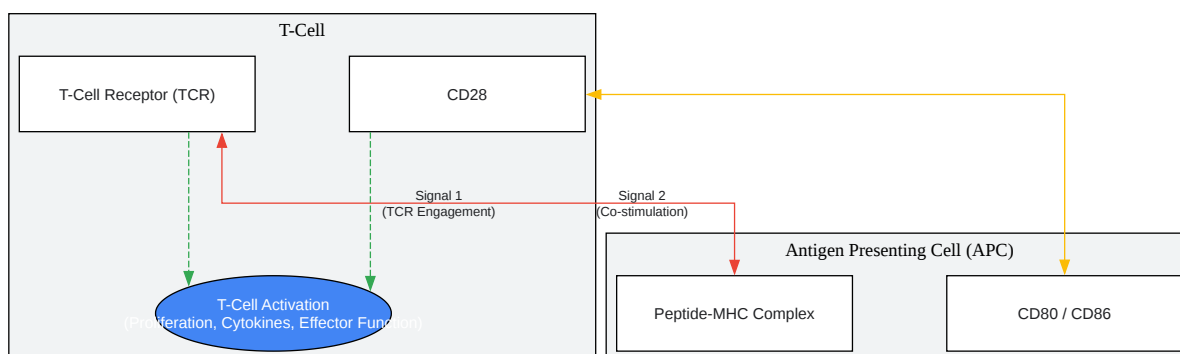 T-Cell
T-Cell Receptor (TCR)
CD28
Signal 1
(TCR Engagement)
Signal 2
(Co-stimulation)
Antigen Presenting Cell (APC)
T-Cell Activation
(Proliferation, Cytokines, Effector Function)
Peptide-MHC Complex
CD80 / CD86